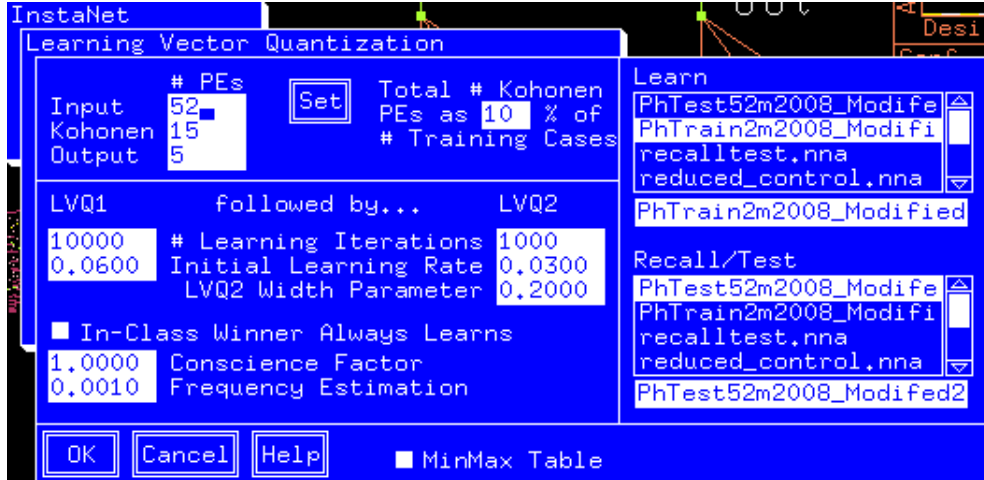 InstaNet
Out
Desi
Learning Vector Quantization
# PEs
Input 52
Kohonen 15
Output 5
Set
Total # Kohonen
PEs as 10 % of
# Training Cases
LVQ1 followed by... LVQ2
10000 # Learning Iterations 1000
0.0600 Initial Learning Rate 0.0300
LVQ2 Width Parameter 0.2000
In-Class Winner Always Learns
1.0000 Conscience Factor
0.0010 Frequency Estimation
Learn
PhTest52m2008_Modife
PhTrain2m2008_Modifi
recalltest.nna
reduced_control.nna
PhTrain2m2008_Modified
Recall/Test
PhTest52m2008_Modife
PhTrain2m2008_Modifi
recalltest.nna
reduced_control.nna
PhTest52m2008_Modifed2
OK Cancel Help MinMax Table